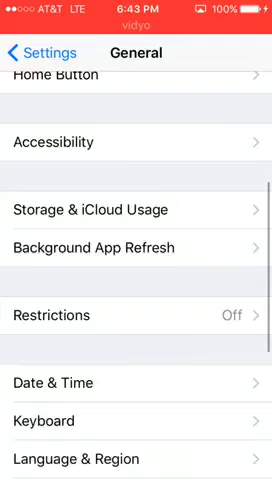 AT&T LTE 6:43 PM 100%
vidyo
Settings General
Home Button
Accessibility
Storage & iCloud Usage
Background App Refresh
Restrictions Off
Date & Time
Keyboard
Language & Region